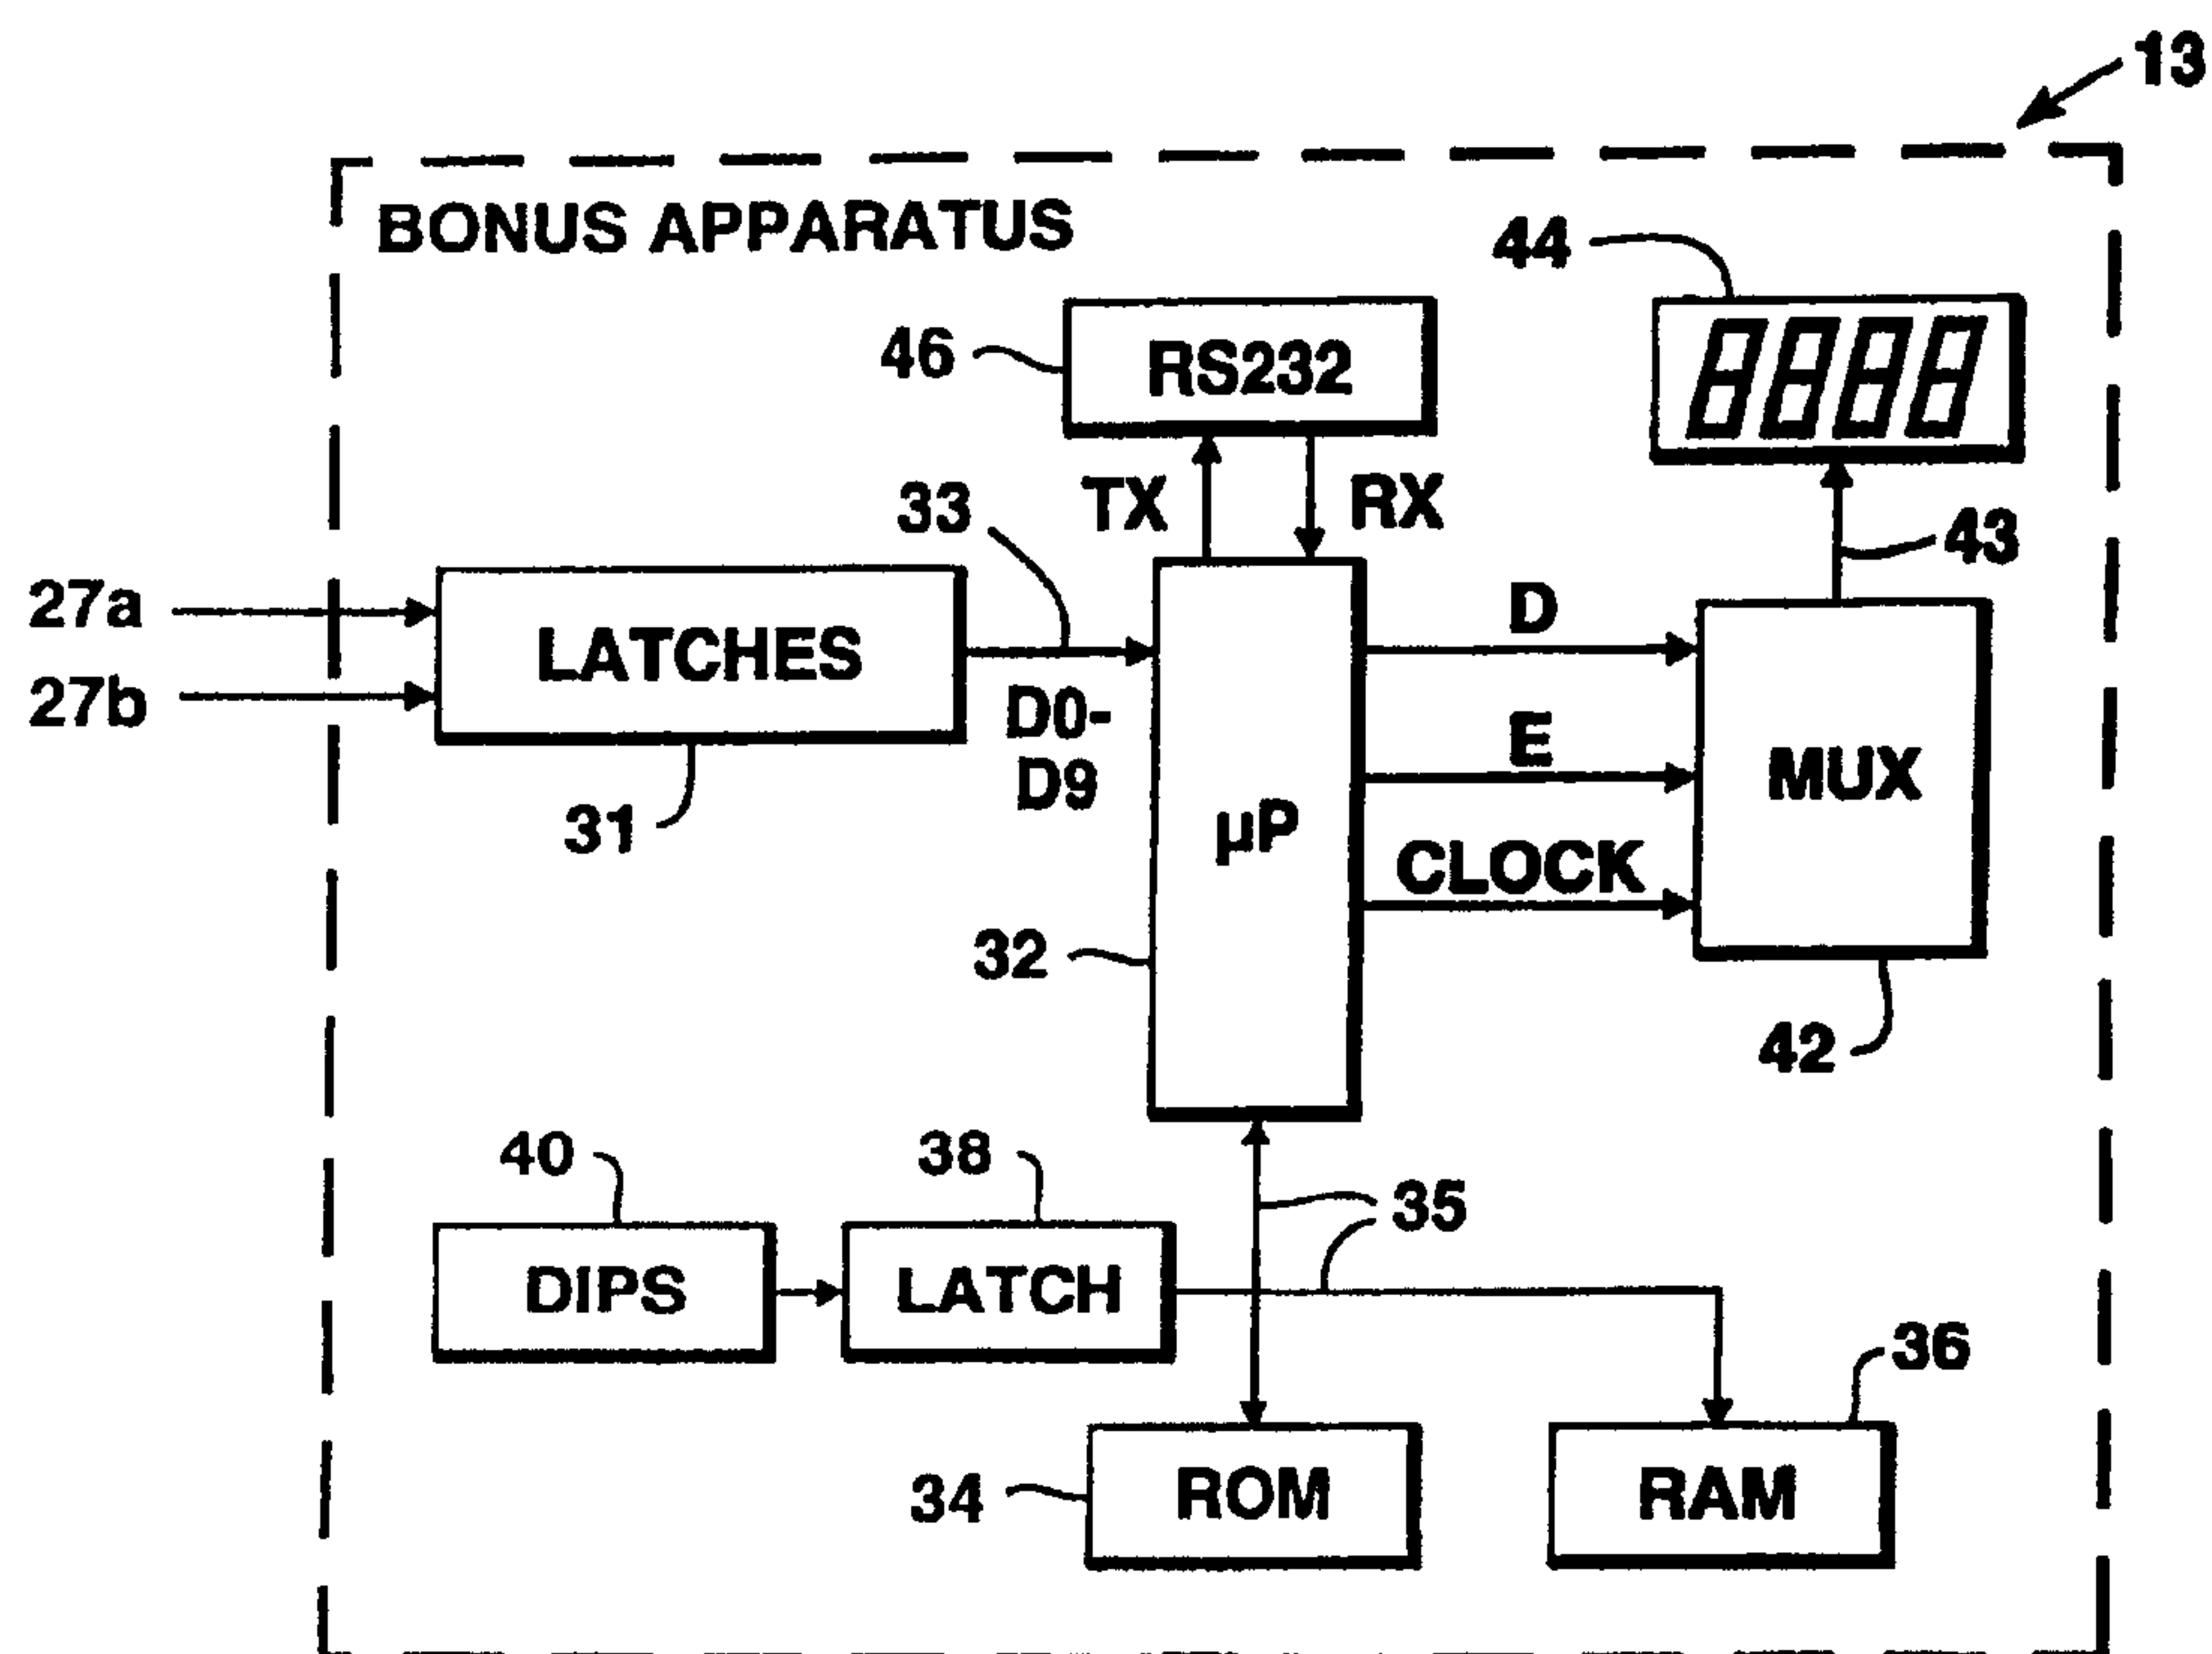 13
BONUS APPARATUS
44
46
RS232
8888
33
TX
RX
43
27a
LATCHES
D
27b
D0-
D9
E
MUX
31
µP
CLOCK
32
42
40
38
35
DIPS
LATCH
36
34
ROM
RAM